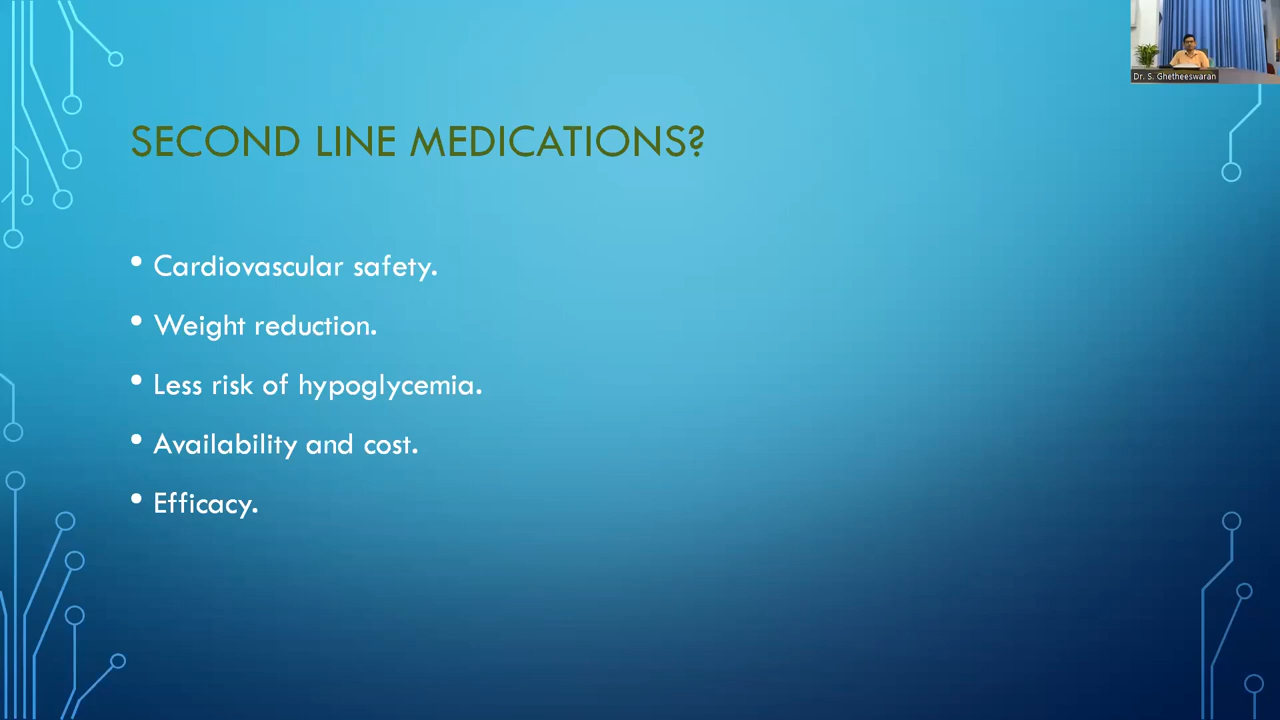 Dr. S. Ghetheeswaran
SECOND LINE MEDICATIONS?
• Cardiovascular safety.
• Weight reduction.
• Less risk of hypoglycemia.
• Availability and cost.
• Efficacy.